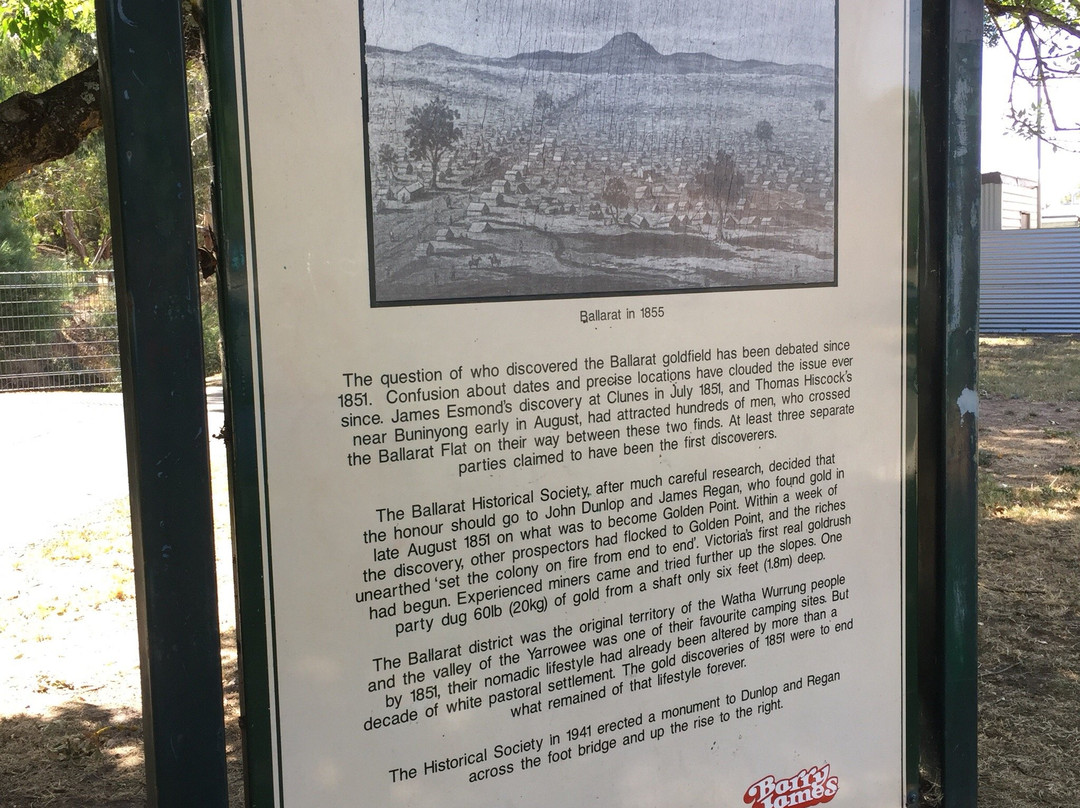 Ballarat in 1855
The question of who discovered the Ballarat goldfield has been debated since
1851. Confusion about dates and precise locations have clouded the issue ever
since. James Esmond's discovery at Clunes in July 1851, and Thomas Hiscock's
near Buninyong early in August, had attracted hundreds of men, who crossed
the Ballarat Flat on their way between these two finds. At least three separate
parties claimed to have been the first discoverers.
The Ballarat Historical Society, after much careful research, decided that
the honour should go to John Dunlop and James Regan, who found gold in
late August 1851 on what was to become Golden Point. Within a week of
the discovery, other prospectors had flocked to Golden Point, and the riches
unearthed 'set the colony on fire from end to end'. Victoria's first real goldrush
had begun. Experienced miners came and tried further up the slopes. One
party dug 60lb (20kg) of gold from a shaft only six feet (1.8m) deep.
The Ballarat district was the original territory of the Watha Wurrung people
and the valley of the Yarrowee was one of their favourite camping sites. But
by 1851, their nomadic lifestyle had already been altered by more than a
decade of white pastoral settlement. The gold discoveries of 1851 were to end
what remained of that lifestyle forever.
The Historical Society in 1941 erected a monument to Dunlop and Regan
across the foot bridge and up the rise to the right.
Barry
James